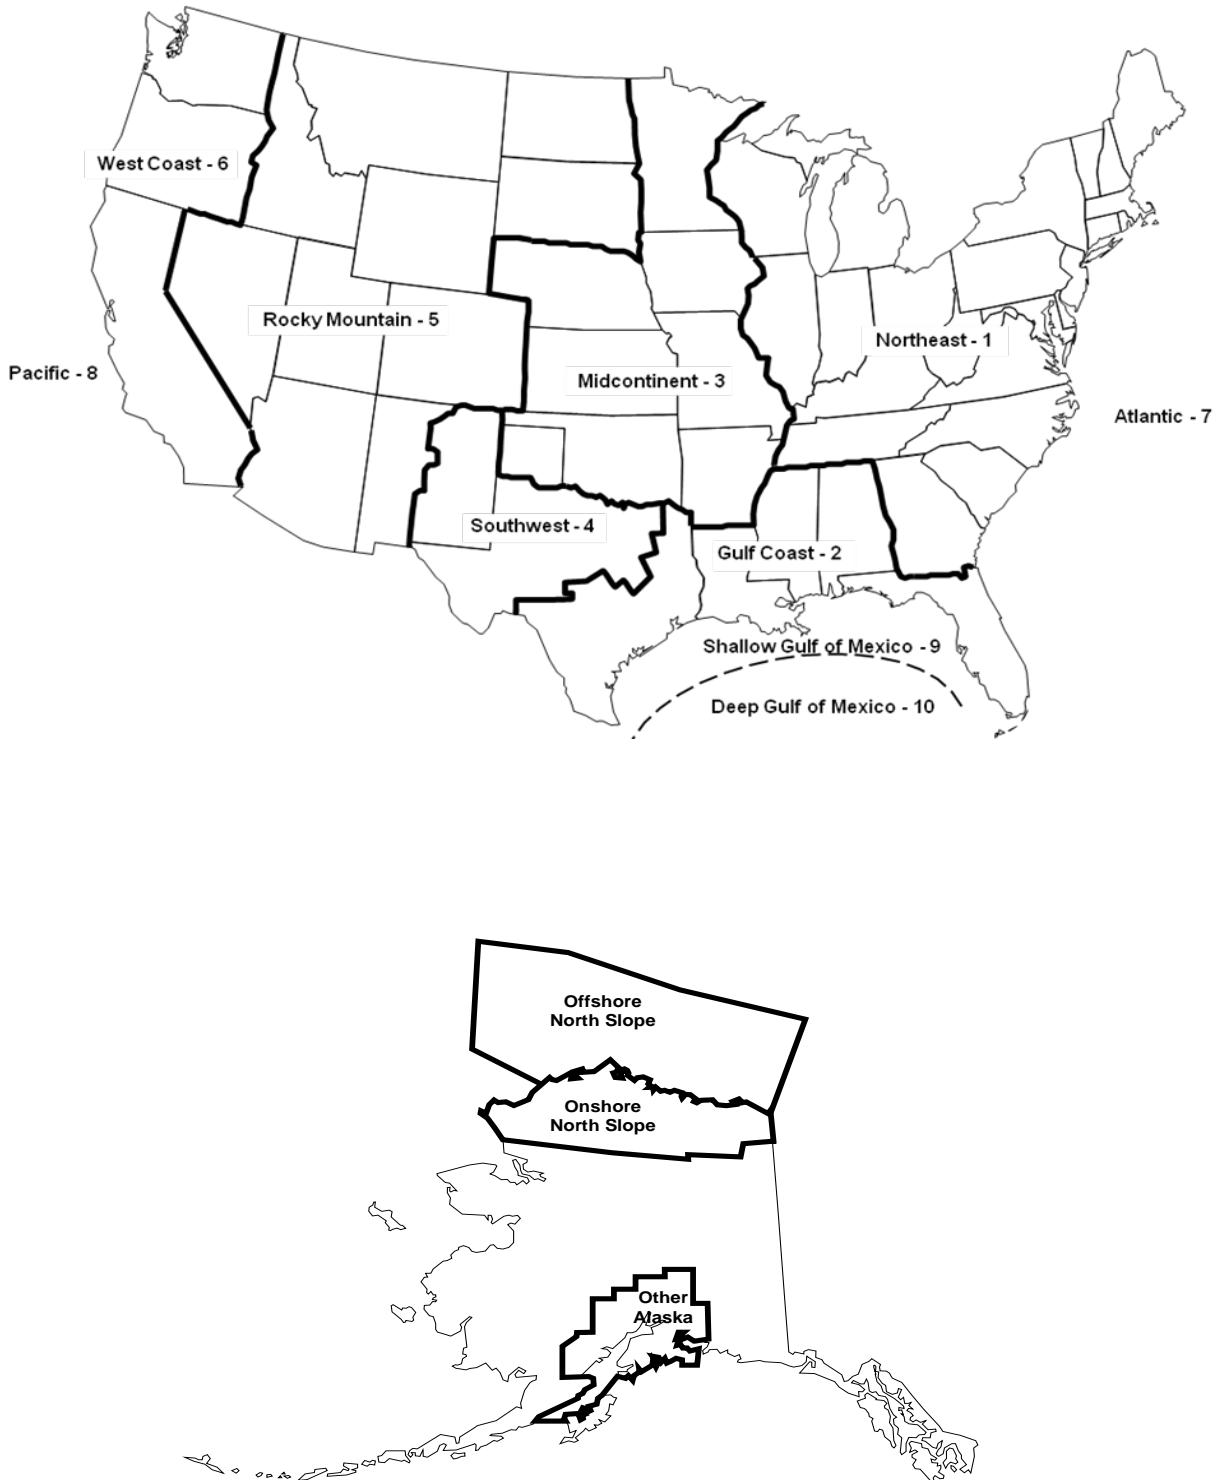 West Coast - 6
Rocky Mountain - 5
Northeast - 1
Pacific - 8
Midcontinent - 3
Atlantic - 7
Southwest - 4
Gulf Coast - 2
Shallow Gulf of Mexico - 9
Deep Gulf of Mexico - 10
Offshore
North Slope
Onshore
North Slope
Other
Alaska